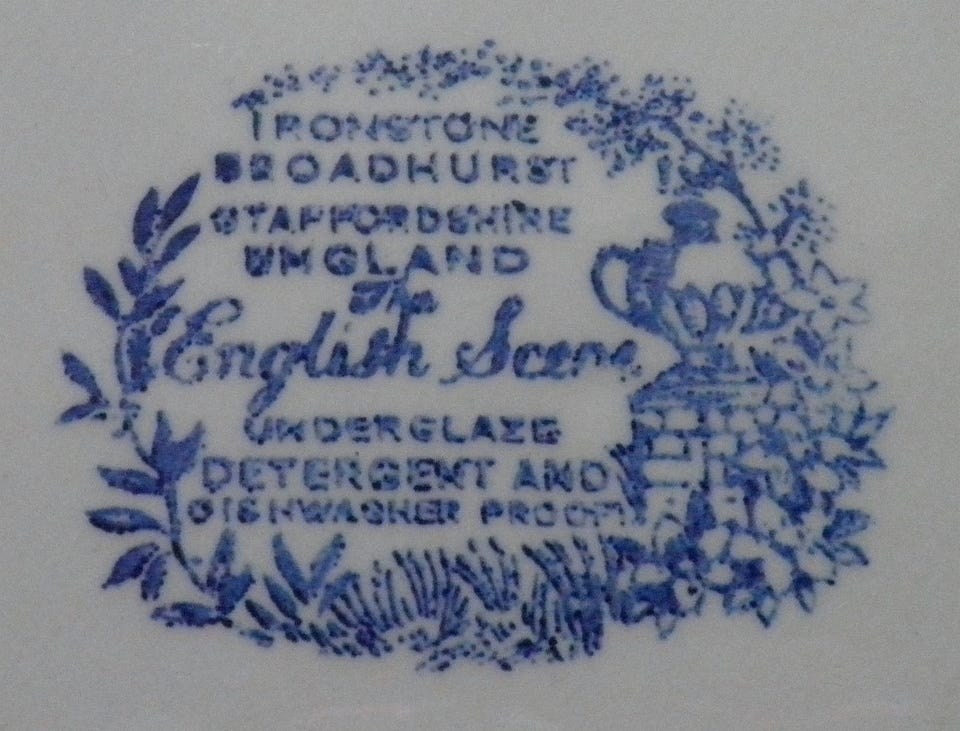 IRONSTONE
BROADHURST
STAFFORDSHIRE
ENGLAND
The
English Scene
UNDERGLAZE
DETERGENT AND
DISHWASHER PROOF